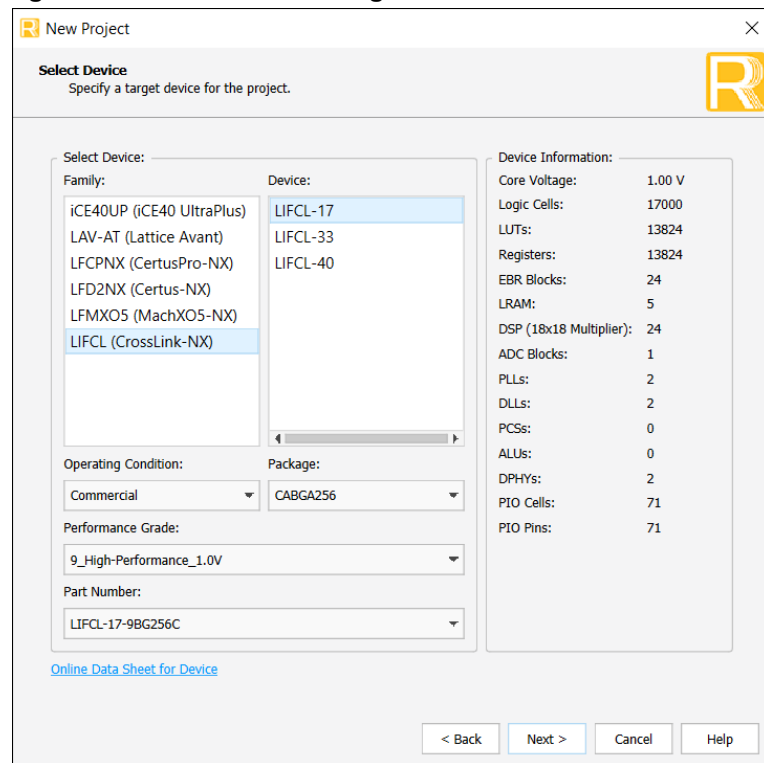 New Project
Select Device
Specify a target device for the project.
Select Device:
Family:
iCE40UP (iCE40 UltraPlus)
LAV-AT (Lattice Avant)
LFCPNX (CertusPro-NX)
LFD2NX (Certus-NX)
LFMXO5 (MachXO5-NX)
LIFCL (CrossLink-NX)
Device:
LIFCL-17
LIFCL-33
LIFCL-40
Operating Condition:
Commercial
Package:
CABGA256
Performance Grade:
9_High-Performance_1.0V
Part Number:
LIFCL-17-9BG256C
Device Information:
Core Voltage: 1.00 V
Logic Cells: 17000
LUTs: 13824
Registers: 13824
EBR Blocks: 24
LRAM: 5
DSP (18x18 Multiplier): 24
ADC Blocks: 1
PLLs: 2
DLLs: 2
PCSs: 0
ALUs: 0
DPHYs: 2
PIO Cells: 71
PIO Pins: 71
Online Data Sheet for Device
< Back
Next >
Cancel
Help